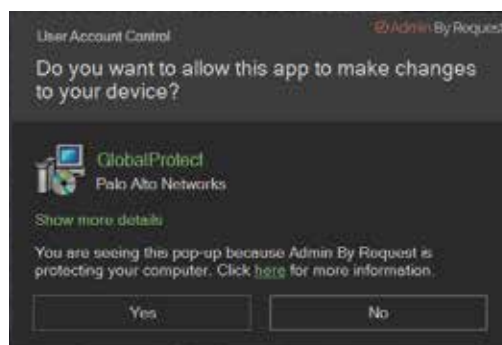 User Account Control
Admin By Request
Do you want to allow this app to make changes
to your device?
GlobalProtect
Palo Alto Networks
Show more details
You are seeing this pop-up because Admin By Request is
protecting your computer. Click here for more information.
Yes
No